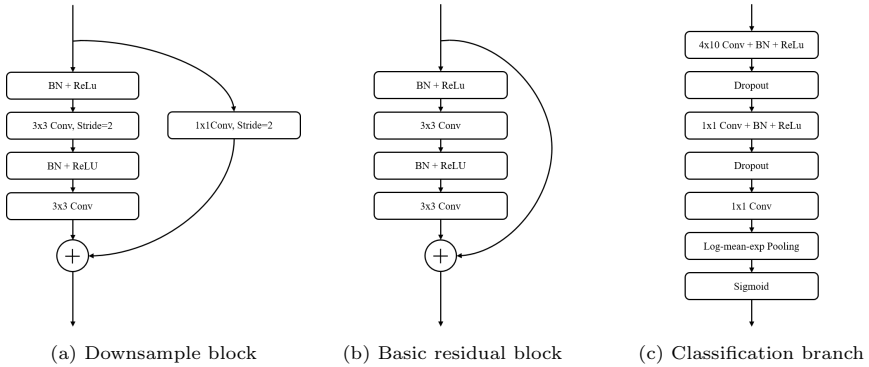 BN + ReLu
3x3 Conv, Stride=2
BN + ReLU
3x3 Conv
1x1Conv, Stride=2
(a) Downsample block
BN + ReLu
3x3 Conv
BN + ReLU
3x3 Conv
(b) Basic residual block
4x10 Conv + BN + ReLu
Dropout
1x1 Conv + BN + ReLu
Dropout
1x1 Conv
Log-mean-exp Pooling
Sigmoid
(c) Classification branch